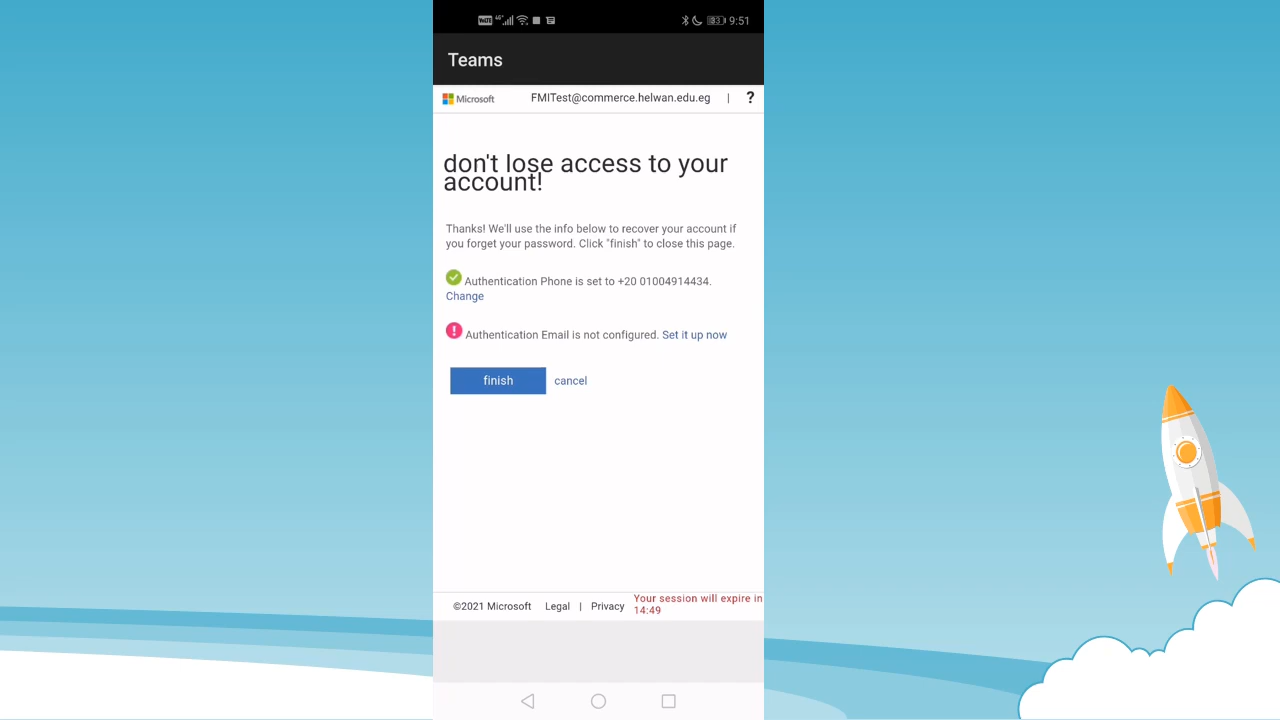 VoLTE 4G 83 9:51
Teams
Microsoft FMITest@commerce.helwan.edu.eg | ?
don't lose access to your
account!
Thanks! We'll use the info below to recover your account if
you forget your password. Click "finish" to close this page.
Authentication Phone is set to +20 01004914434.
Change
Authentication Email is not configured. Set it up now
finish cancel
Your session will expire in
©2021 Microsoft Legal | Privacy 14:49